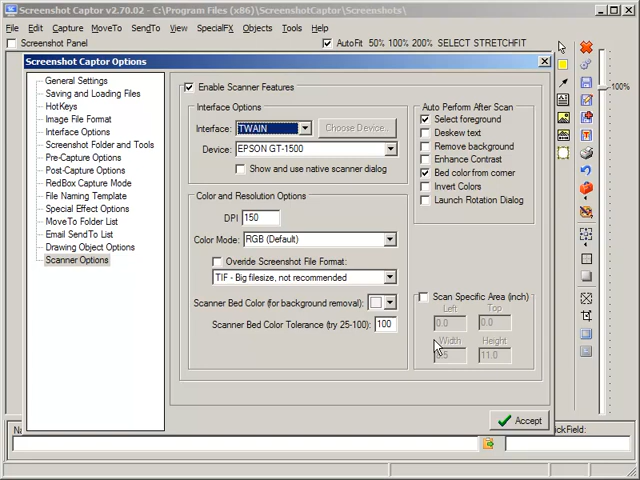 Screenshot Captor v2.70.02 - C:\Program Files (x86)\ScreenshotCaptor\Screenshots\
File Edit Capture MoveTo SendTo View SpecialFX Objects Tools Help
Screenshot Panel AutoFit 50% 100% 200% SELECT STRETCHFIT
100%
Screenshot Captor Options
General Settings
Saving and Loading Files
HotKeys
Image File Format
Interface Options
Screenshot Folder and Tools
Pre-Capture Options
Post-Capture Options
RedBox Capture Mode
File Naming Template
Special Effect Options
MoveTo Folder List
Email SendTo List
Drawing Object Options
Scanner Options
Enable Scanner Features
Interface Options
Interface: TWAIN Choose Device..
Device: EPSON GT-1500
Show and use native scanner dialog
Color and Resolution Options
DPI 150
Color Mode: RGB (Default)
Overide Screenshot File Format:
TIF - Big filesize, not recommended
Scanner Bed Color (for background removal):
Scanner Bed Color Tolerance (try 25-100): 100
Auto Perform After Scan
Select foreground
Deskew text
Remove background
Enhance Contrast
Bed color from corner
Invert Colors
Launch Rotation Dialog
Scan Specific Area (inch)
Left Top
0.0 0.0
Width Height
11.0
Accept